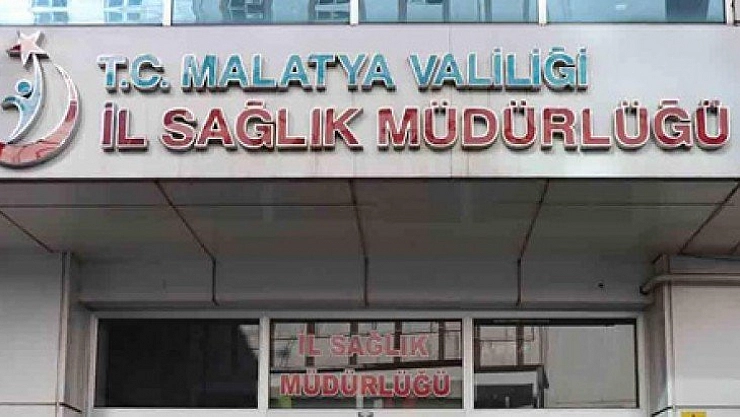 T.C. MALATYA VALİLİĞİ
İL SAĞLIK MÜDÜRLÜĞÜ
İL SAĞLIK
MÜDÜRLÜĞÜ